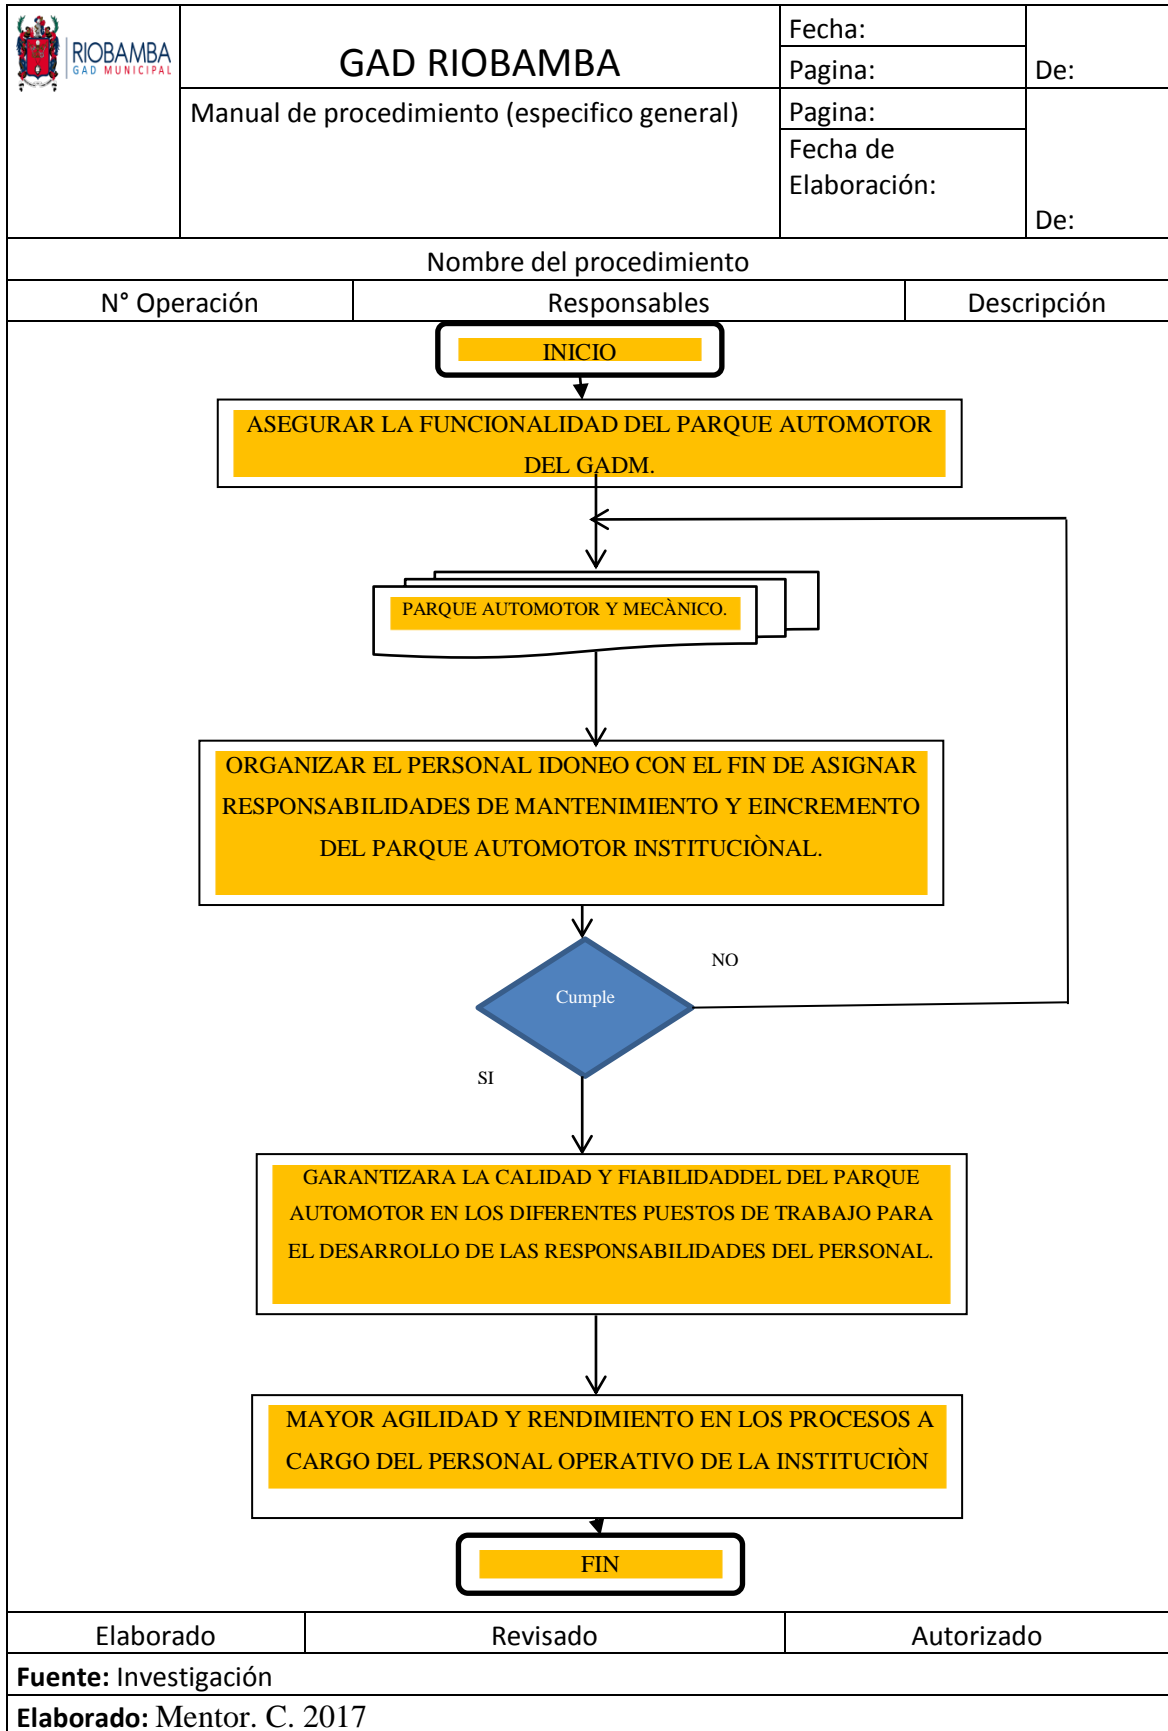 RIOBAMBA
GAD MUNICIPAL
GAD RIOBAMBA
Fecha:
Pagina:
De:
Manual de procedimiento (especifico general)
Pagina:
Fecha de
Elaboración:
De:
Nombre del procedimiento
N° Operación
Responsables
Descripción
INICIO
ASEGURAR LA FUNCIONALIDAD DEL PARQUE AUTOMOTOR
DEL GADM.
PARQUE AUTOMOTOR Y MECÀNICO.
ORGANIZAR EL PERSONAL IDONEO CON EL FIN DE ASIGNAR
RESPONSABILIDADES DE MANTENIMIENTO Y EINCREMENTO
DEL PARQUE AUTOMOTOR INSTITUCIÒNAL.
NO
Cumple
SI
GARANTIZARA LA CALIDAD Y FIABILIDADDEL DEL PARQUE
AUTOMOTOR EN LOS DIFERENTES PUESTOS DE TRABAJO PARA
EL DESARROLLO DE LAS RESPONSABILIDADES DEL PERSONAL.
MAYOR AGILIDAD Y RENDIMIENTO EN LOS PROCESOS A
CARGO DEL PERSONAL OPERATIVO DE LA INSTITUCIÒN
FIN
Elaborado
Revisado
Autorizado
Fuente: Investigación
Elaborado: Mentor. C. 2017